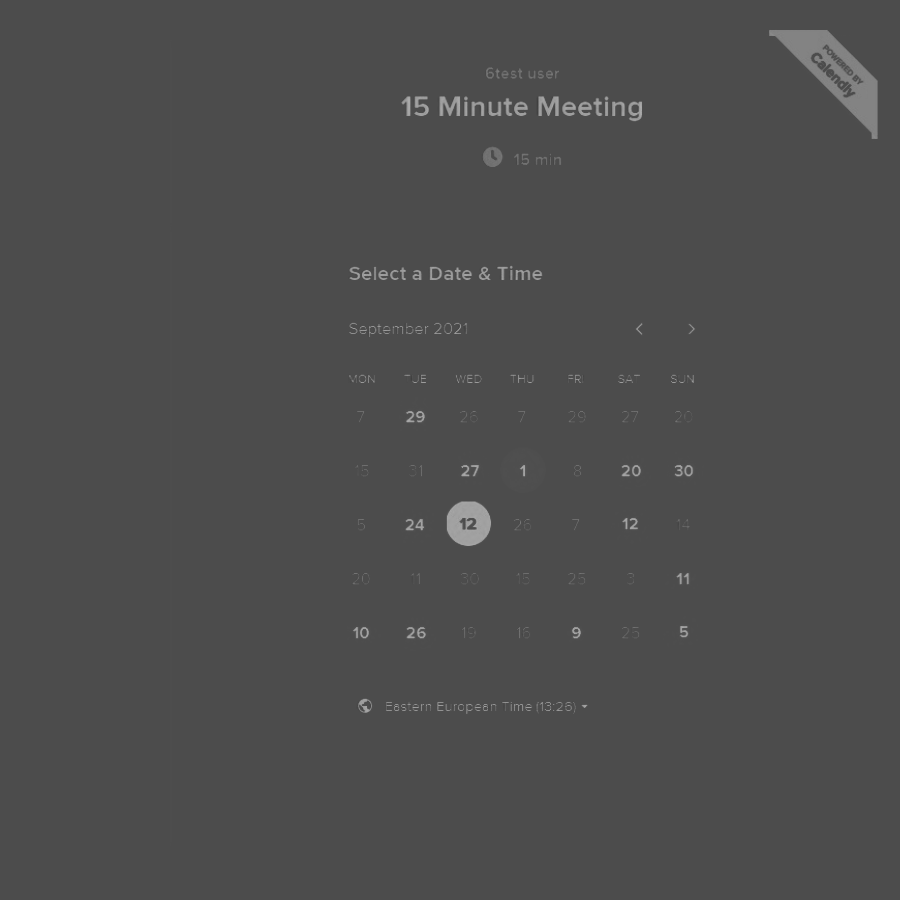 POWERED BY
Calendly
6test user
15 Minute Meeting
15 min
Select a Date & Time
September 2021
MON TUE WED THU FRI SAT SUN
7 29 26 7 29 27 20
15 31 27 1 8 20 30
5 24 12 26 7 12 14
20 11 30 15 25 3 11
10 26 19 16 9 25 5
Eastern European Time (13:26)